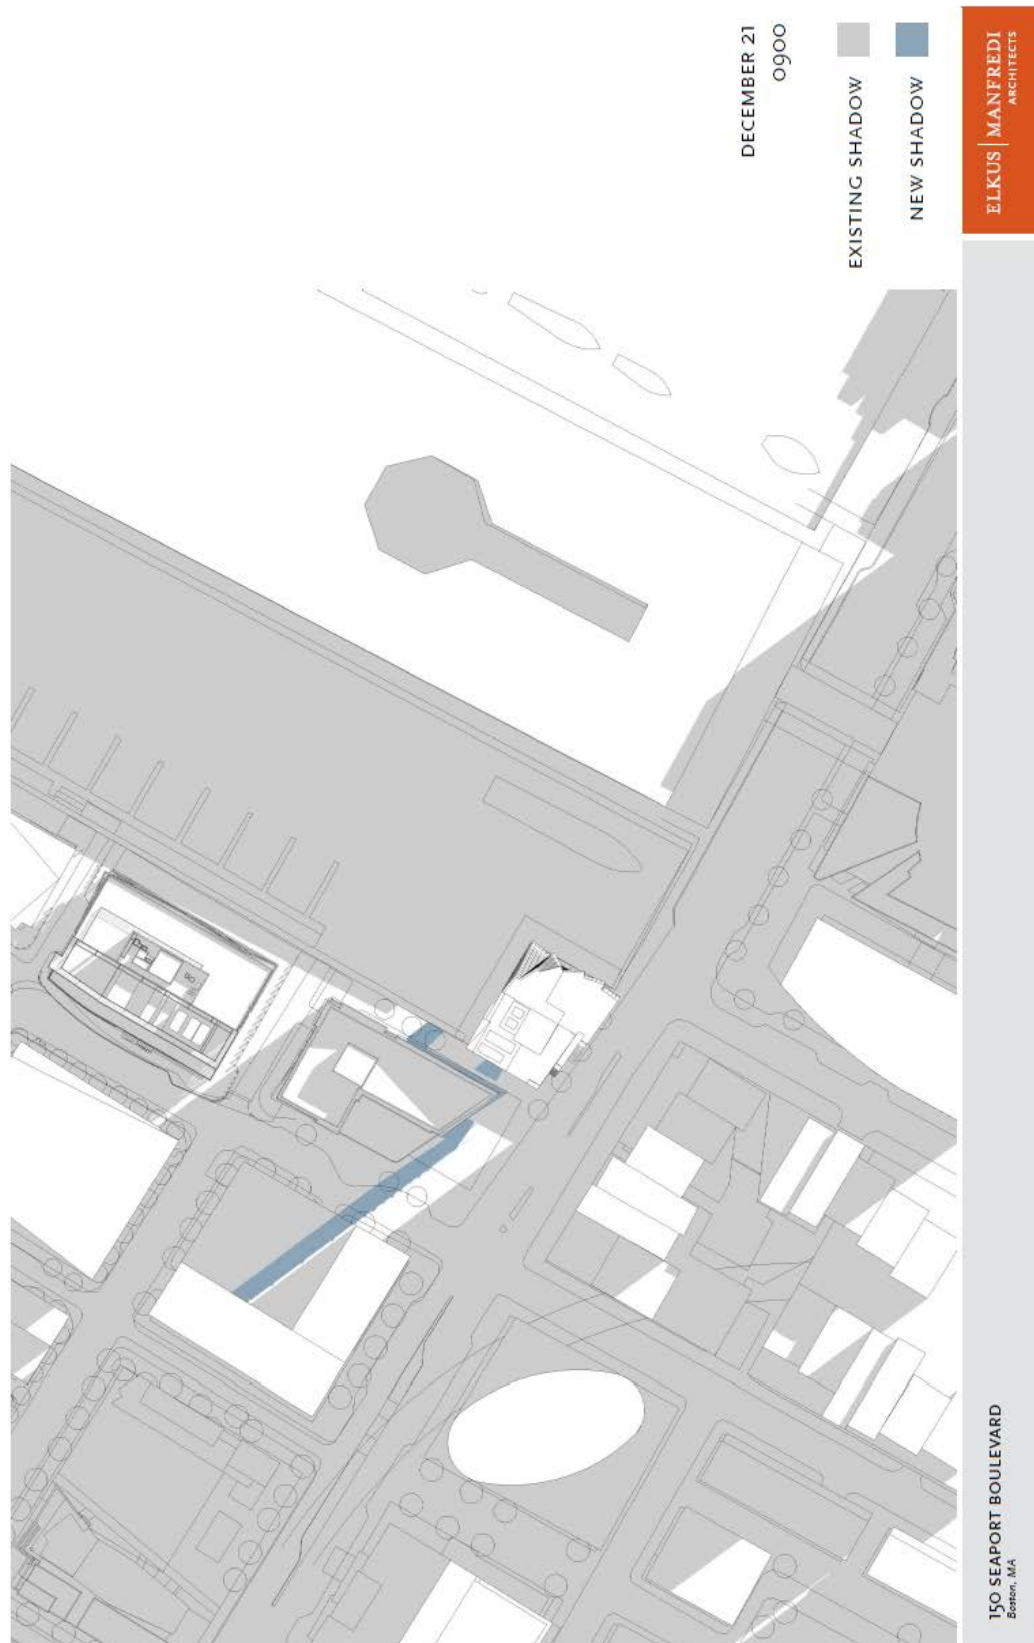 DECEMBER 21
0900
EXISTING SHADOW
NEW SHADOW
ELKUS | MANFREDI
ARCHITECTS
150 SEAPORT BOULEVARD
Boston, MA